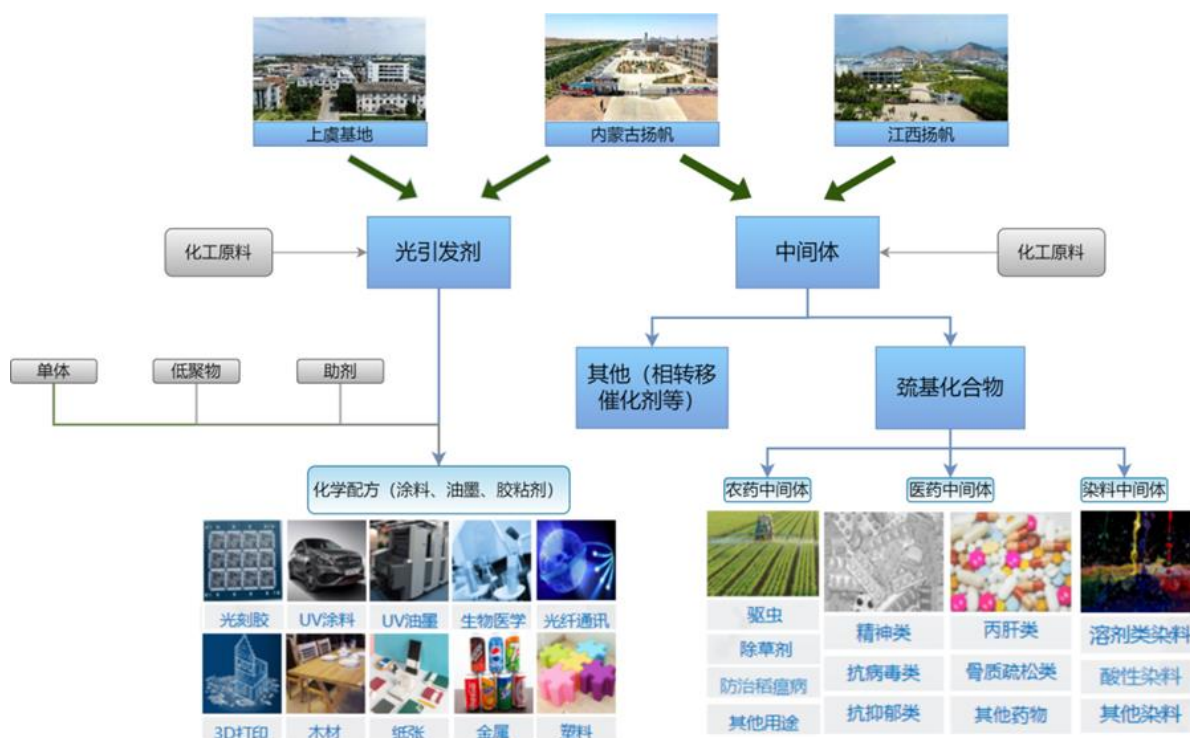 上虞基地
内蒙古扬帆
江西扬帆
化工原料
光引发剂
中间体
化工原料
单体
低聚物
助剂
其他（相转移
催化剂等）
巯基化合物
化学配方（涂料、油墨、胶粘剂）
农药中间体
医药中间体
染料中间体
光刻胶
UV涂料
UV油墨
生物医学
光纤通讯
3D打印
木材
纸张
金属
塑料
驱虫
除草剂
防治稻瘟病
其他用途
精神类
抗病毒类
抗抑郁类
丙肝类
骨质疏松类
其他药物
溶剂类染料
酸性染料
其他染料